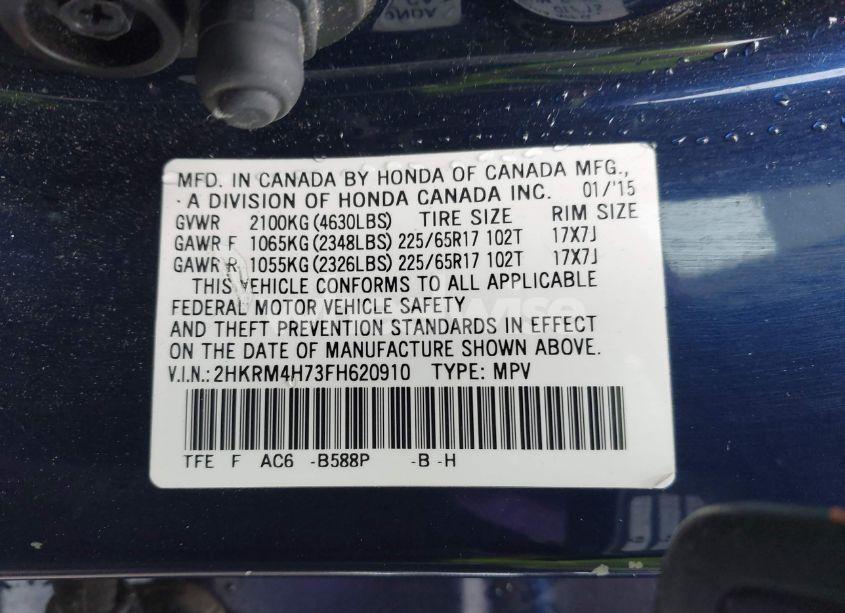 MFD. IN CANADA BY HONDA OF CANADA MFG.,
A DIVISION OF HONDA CANADA INC. 01/'15
GVWR 2100KG (4630LBS) TIRE SIZE RIM SIZE
GAWR F 1065KG (2348LBS) 225/65R17 102T 17X7J
GAWR R 1055KG (2326LBS) 225/65R17 102T 17X7J
THIS VEHICLE CONFORMS TO ALL APPLICABLE
FEDERAL MOTOR VEHICLE SAFETY
AND THEFT PREVENTION STANDARDS IN EFFECT
ON THE DATE OF MANUFACTURE SHOWN ABOVE.
V.I.N.: 2HKRM4H73FH620910 TYPE: MPV
TFE F AC6 -B588P -B -H